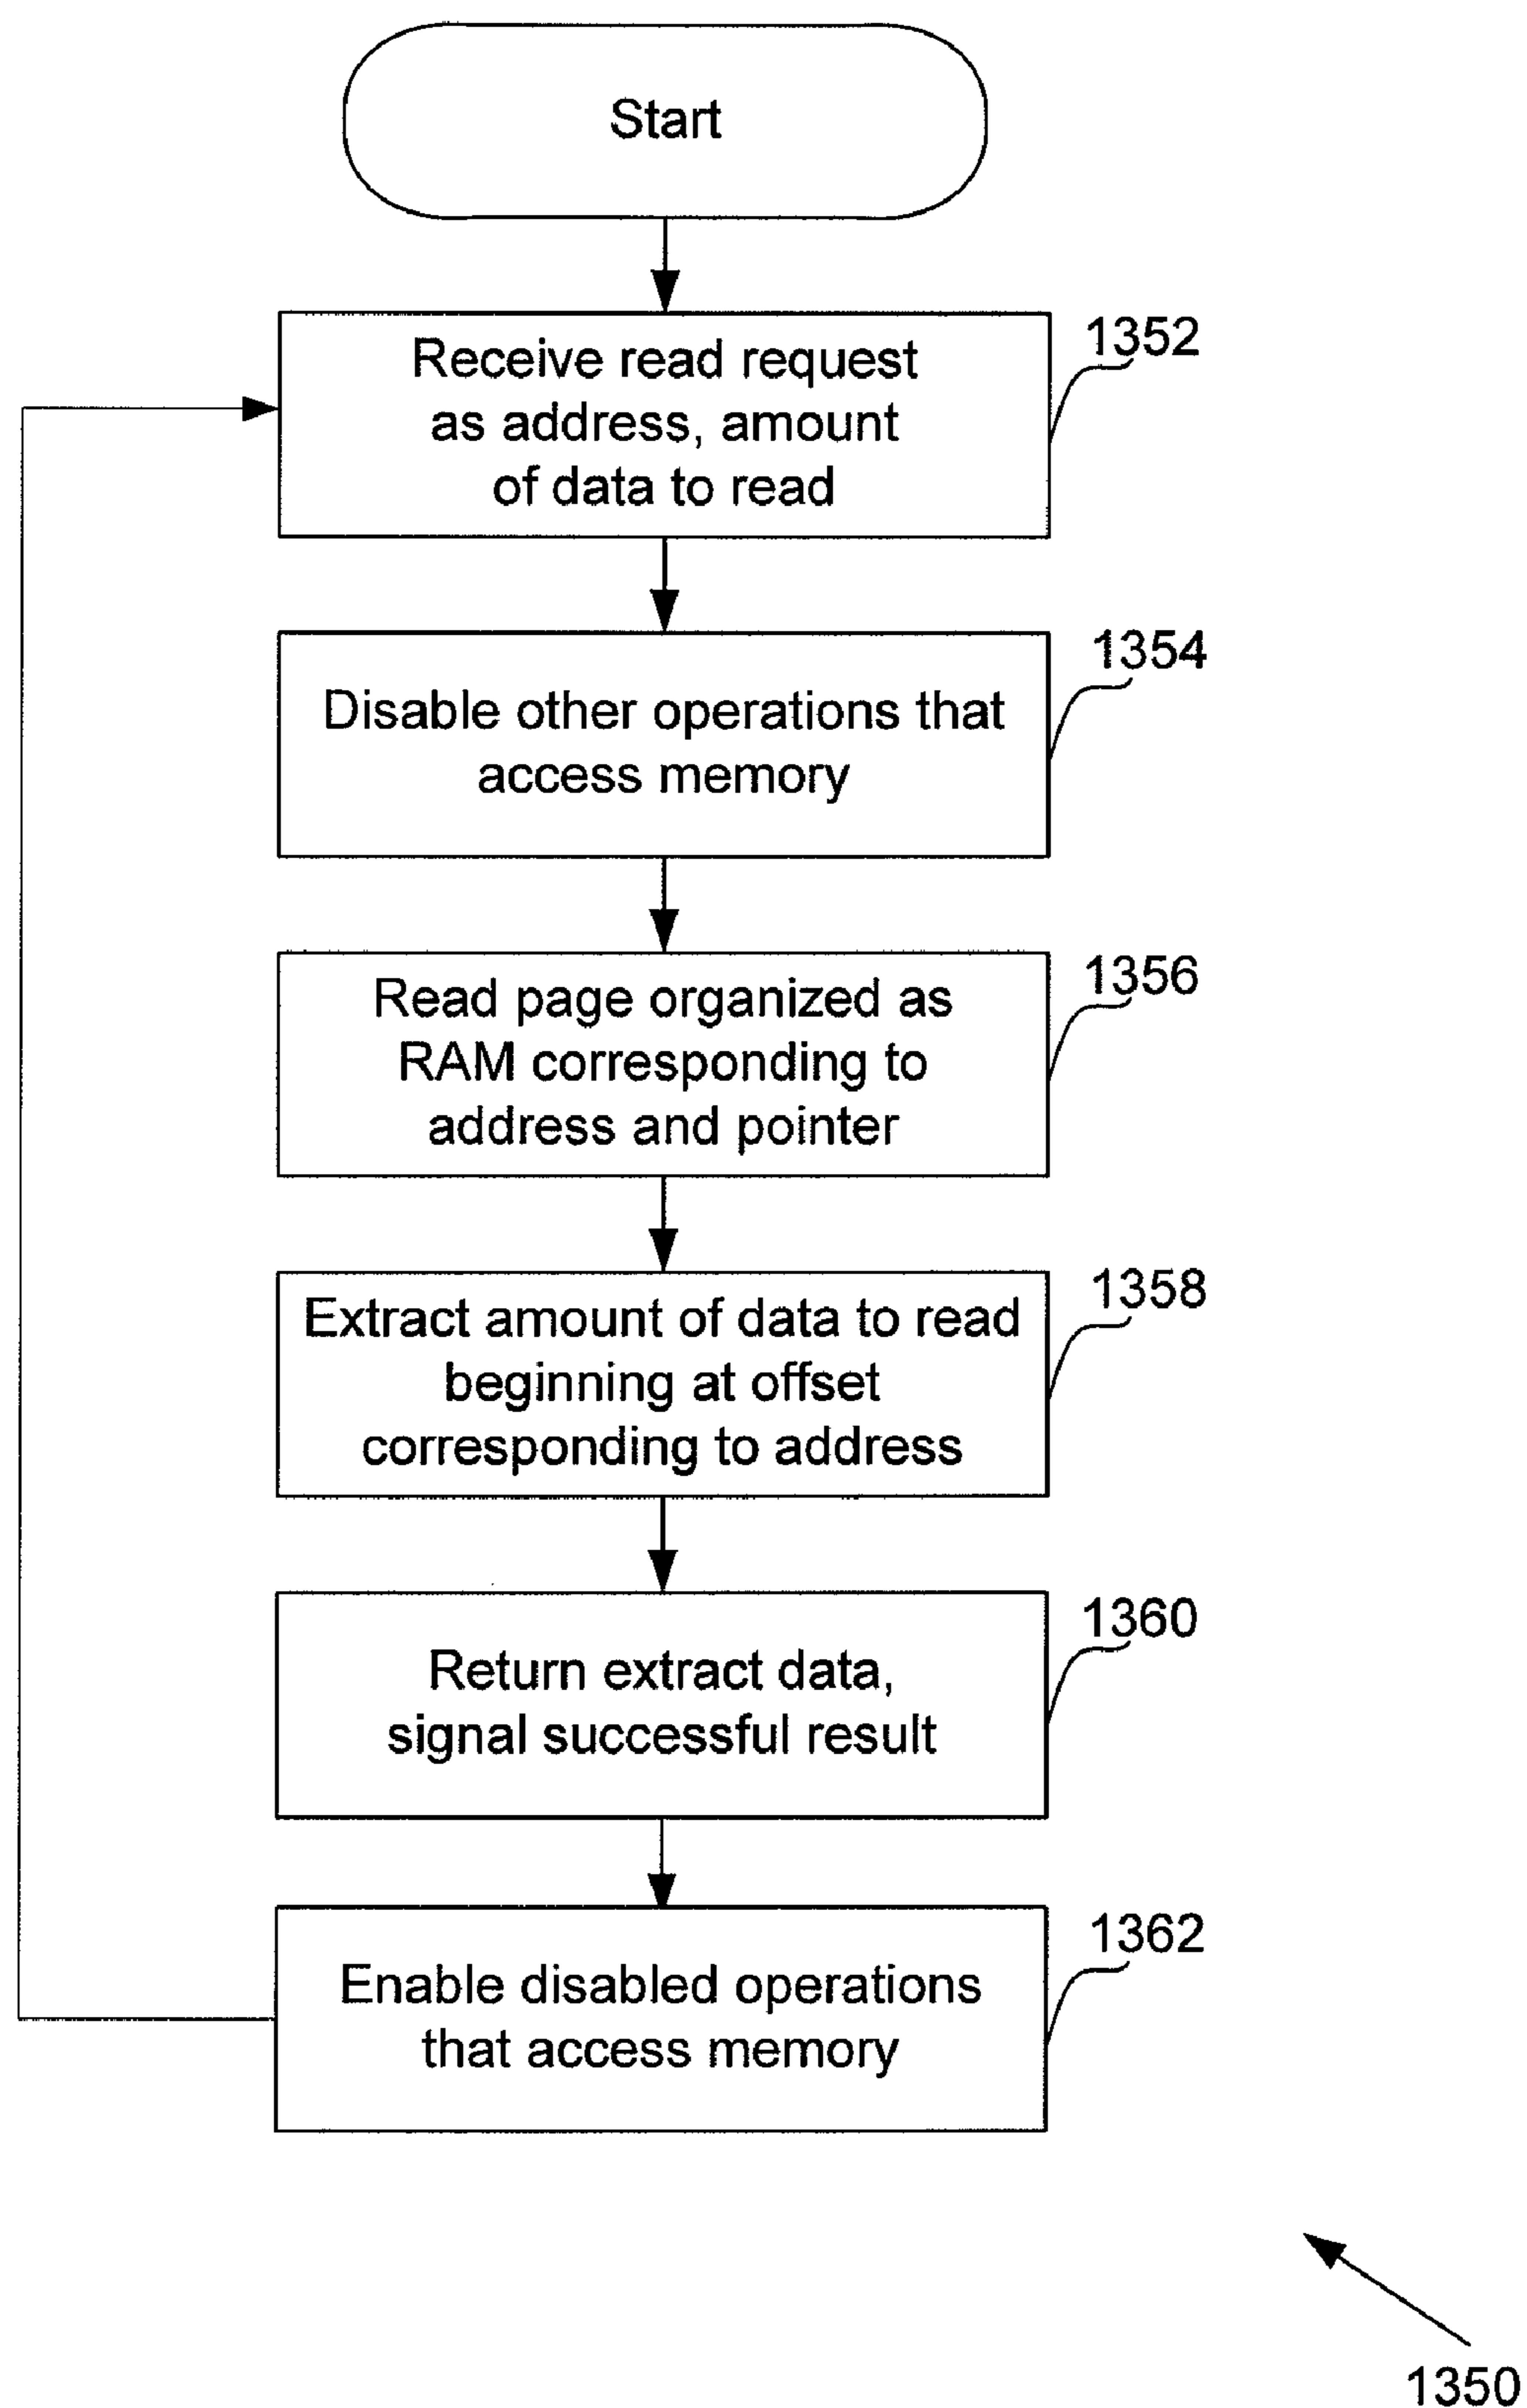 Start
Receive read request
as address, amount
of data to read
1352
Disable other operations that
access memory
1354
Read page organized as
RAM corresponding to
address and pointer
1356
Extract amount of data to read
beginning at offset
corresponding to address
1358
Return extract data,
signal successful result
1360
Enable disabled operations
that access memory
1362
1350